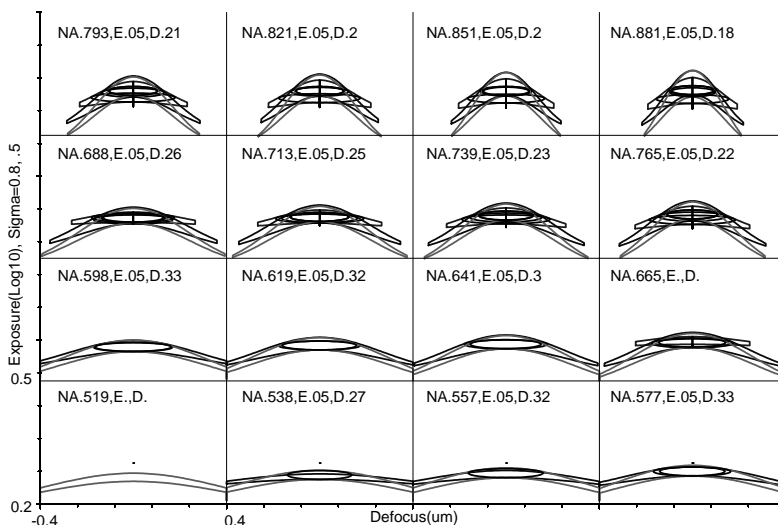 NA.793,E.05,D.21 NA.821,E.05,D.2 NA.851,E.05,D.2 NA.881,E.05,D.18
NA.688,E.05,D.26 NA.713,E.05,D.25 NA.739,E.05,D.23 NA.765,E.05,D.22
NA.598,E.05,D.33 NA.619,E.05,D.32 NA.641,E.05,D.3 NA.665,E.,D.
NA.519,E.,D. NA.538,E.05,D.27 NA.557,E.05,D.32 NA.577,E.05,D.33
Exposure(Log10), Sigma=0.8, .5
0.5
0.2
-0.4 0.4
Defocus(um)